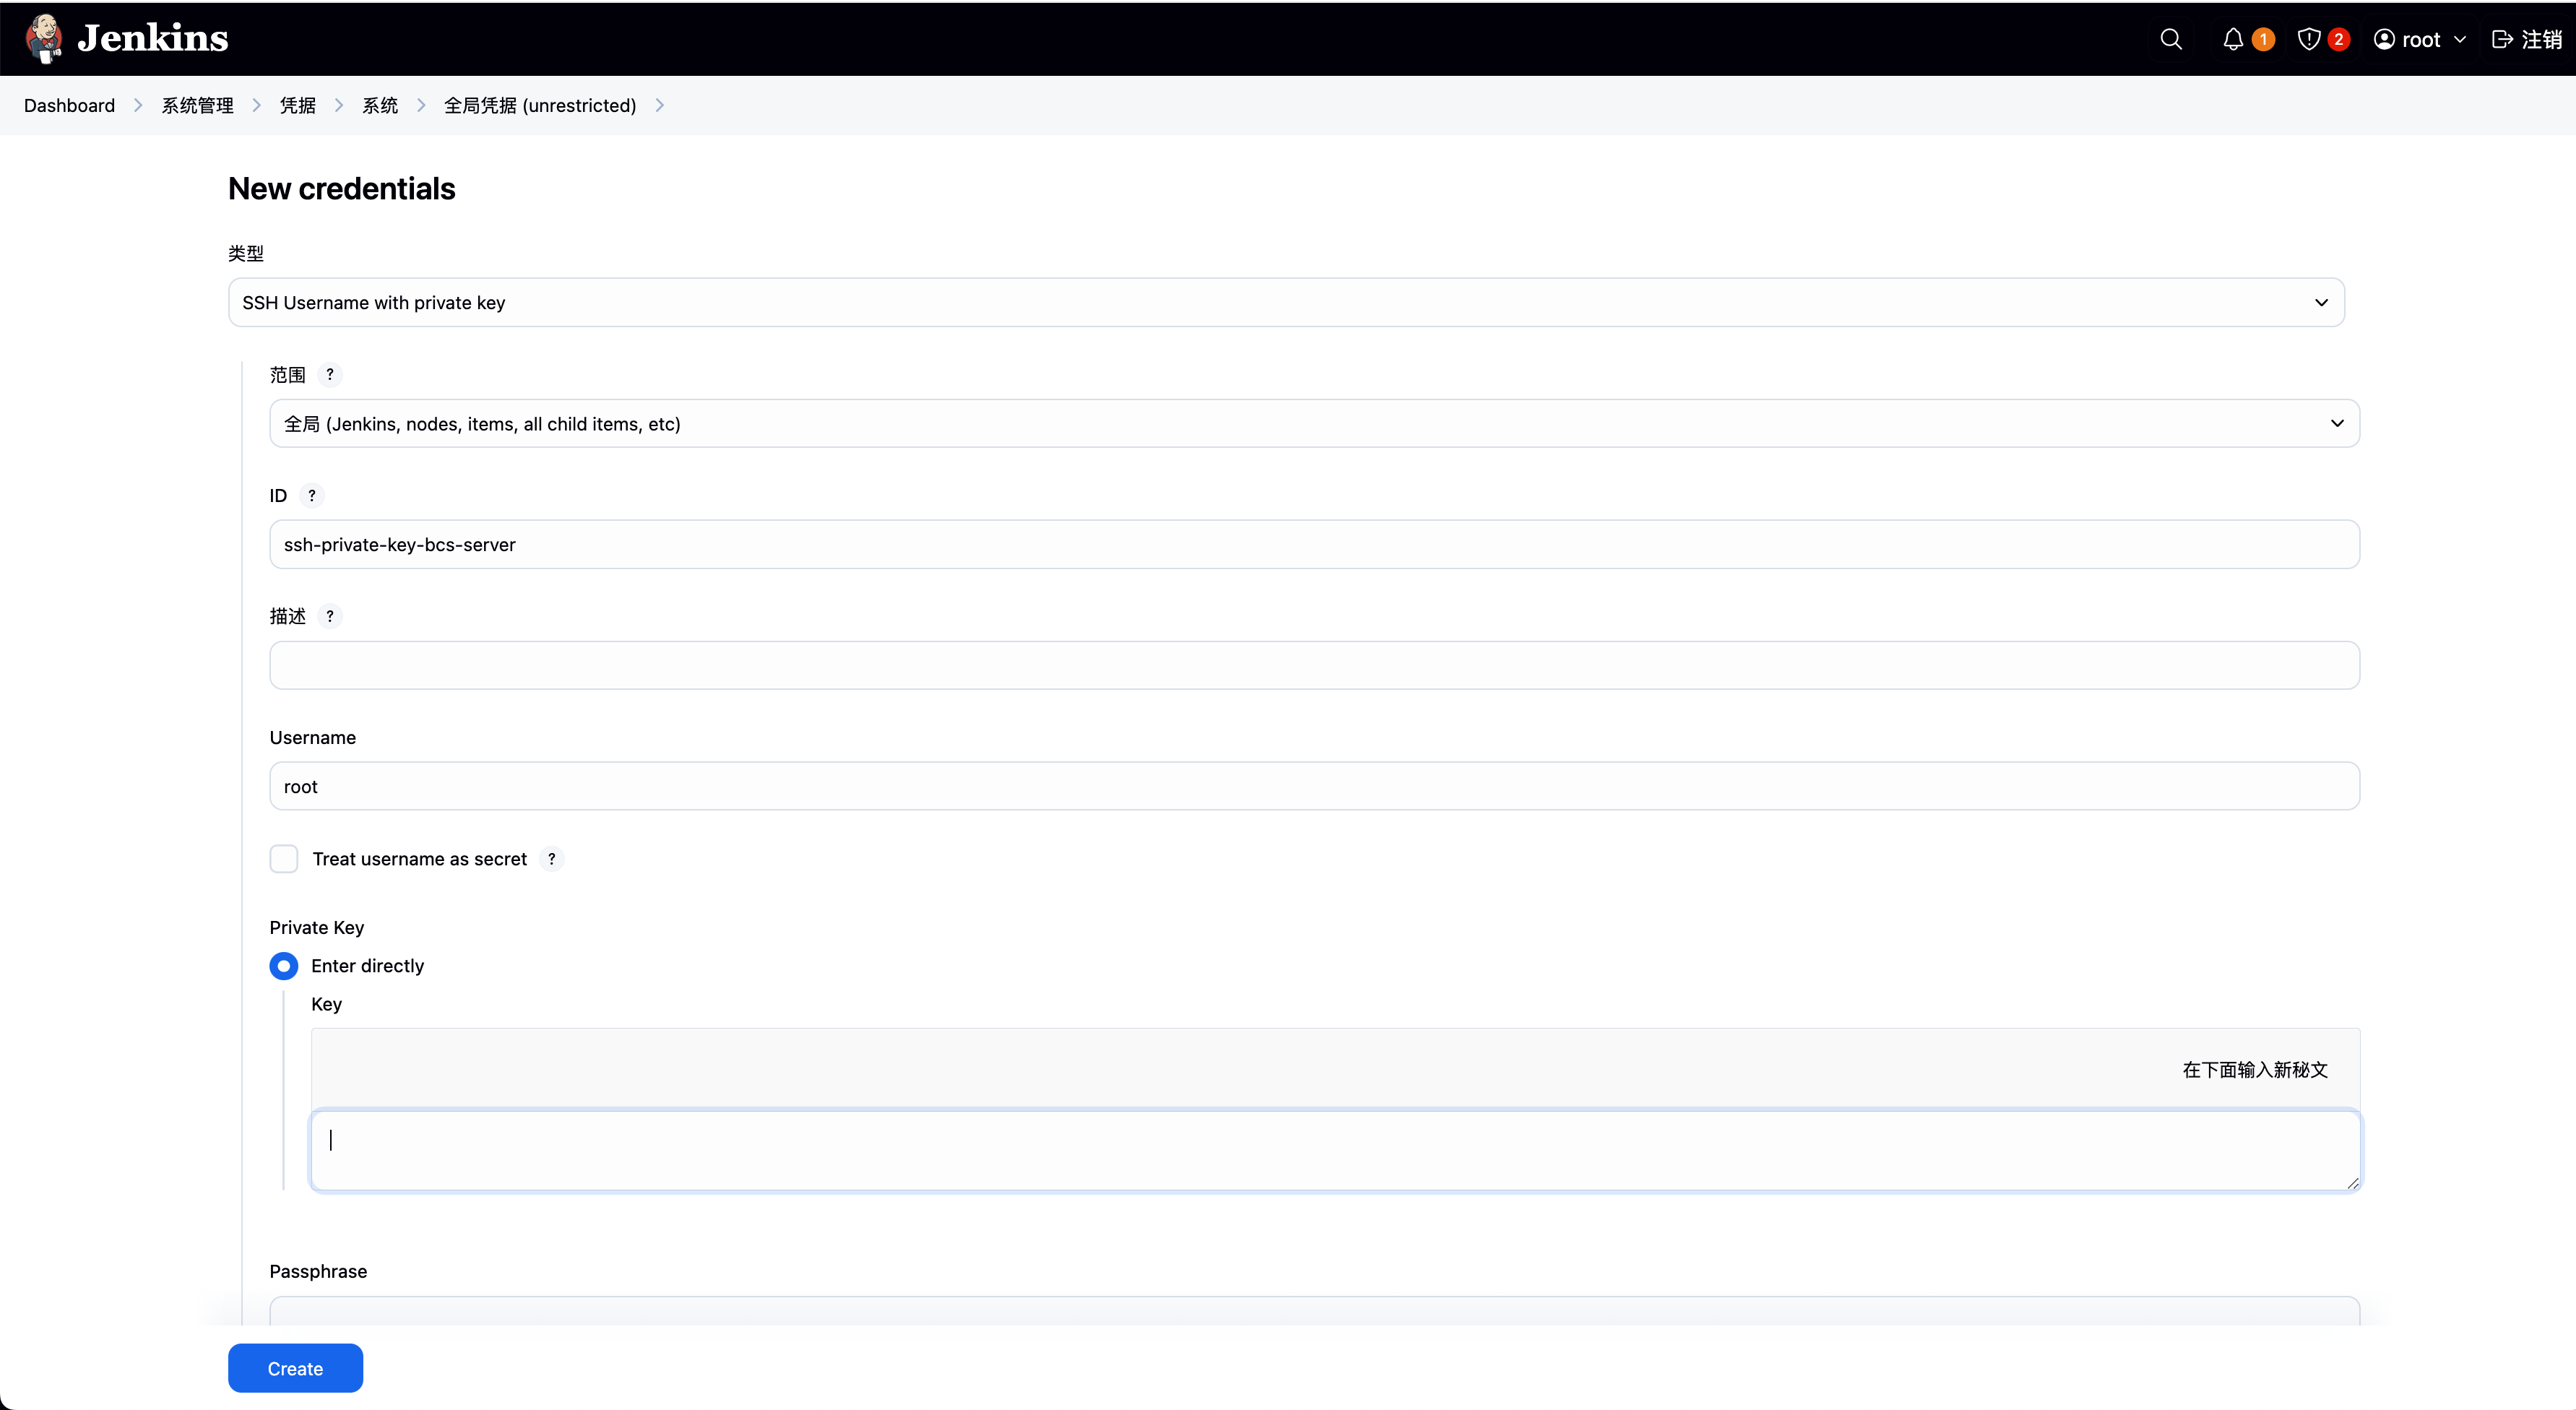 Jenkins
1
2
root
注销
Dashboard
系统管理
凭据
系统
全局凭据 (unrestricted)
New credentials
类型
SSH Username with private key
范围 ?
全局 (Jenkins, nodes, items, all child items, etc)
ID ?
ssh-private-key-bcs-server
描述 ?
Username
root
Treat username as secret ?
Private Key
Enter directly
Key
在下面输入新秘文
Passphrase
Create